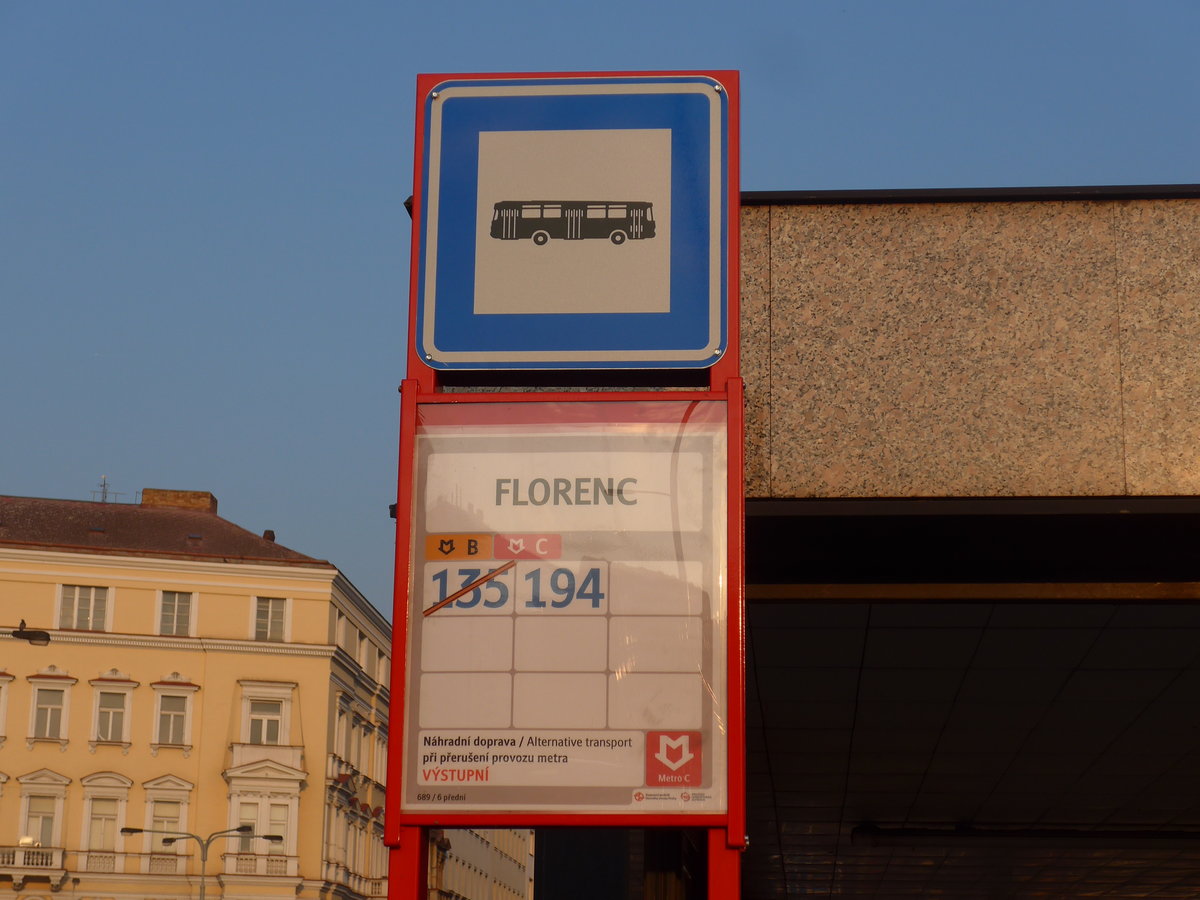 FLORENC
B C
135 194
Náhradní doprava / Alternative transport
při přerušení provozu metra
VÝSTUPNÍ
Metro C
689 / 6 přední